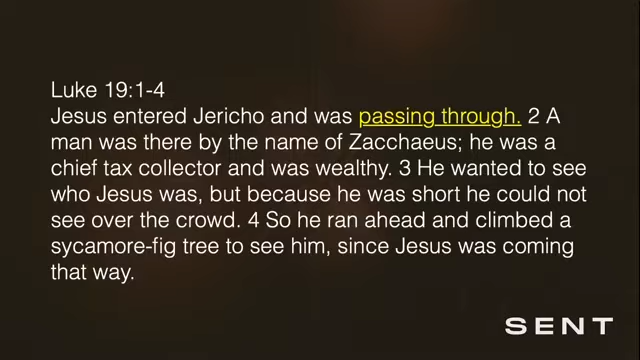 Luke 19:1-4
Jesus entered Jericho and was passing through. 2 A
man was there by the name of Zacchaeus; he was a
chief tax collector and was wealthy. 3 He wanted to see
who Jesus was, but because he was short he could not
see over the crowd. 4 So he ran ahead and climbed a
sycamore-fig tree to see him, since Jesus was coming
that way.
SENT